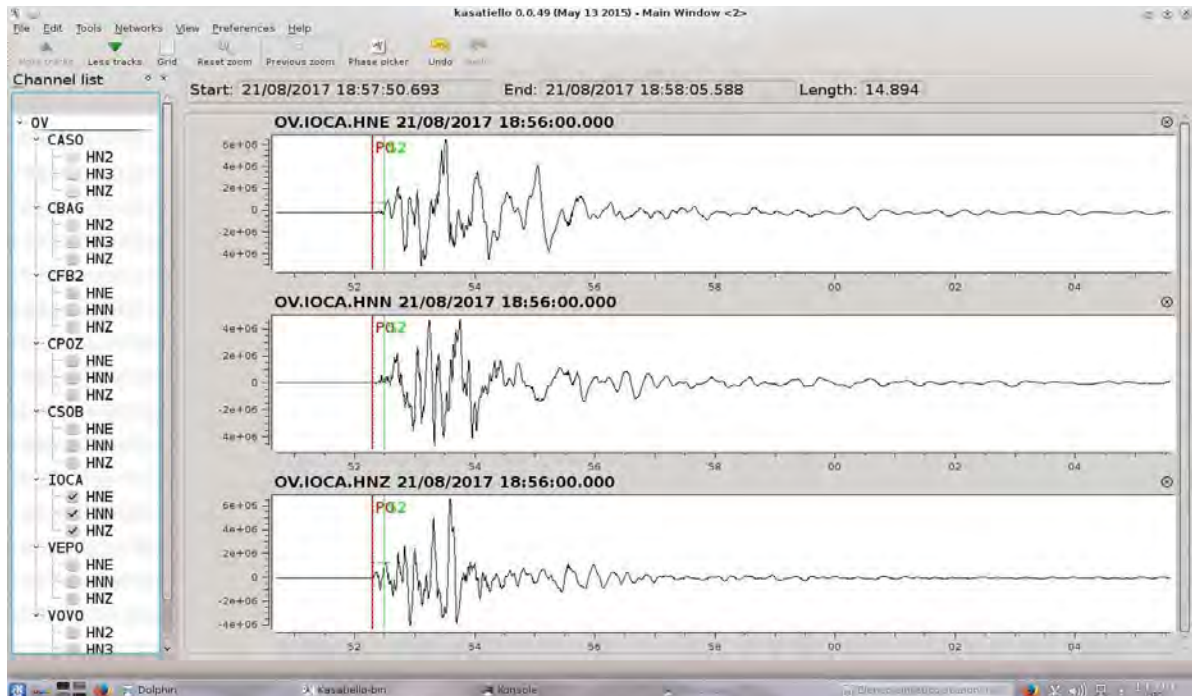 kasatiello 0.0.49 (May 13 2015) - Main Window <2>
File Edit Tools Networks View Preferences Help
Less tracks Grid Reset zoom Previous zoom Phase picker Undo
Channel list
Start: 21/08/2017 18:57:50.693 End: 21/08/2017 18:58:05.588 Length: 14.894
OV
CASO
HN2
HN3
HNZ
CBAG
HN2
HN3
HNZ
CFB2
HNE
HNN
HNZ
CPOZ
HNE
HNN
HNZ
CSOB
HNE
HNN
HNZ
IOCA
HNE
HNN
HNZ
VEPO
HNE
HNN
HNZ
VOVO
HN2
HN3
OV.IOCA.HNE 21/08/2017 18:56:00.000
6e+06
4e+06
2e+06
0
-2e+06
-4e+06
52 54 56 58 00 02 04
OV.IOCA.HNN 21/08/2017 18:56:00.000
4e+06
2e+06
0
-2e+06
-4e+06
52 54 56 58 00 02 04
OV.IOCA.HNZ 21/08/2017 18:56:00.000
6e+06
4e+06
2e+06
0
-2e+06
-4e+06
52 54 56 58 00 02 04
Dolphin Kasatiello-bin Konsole